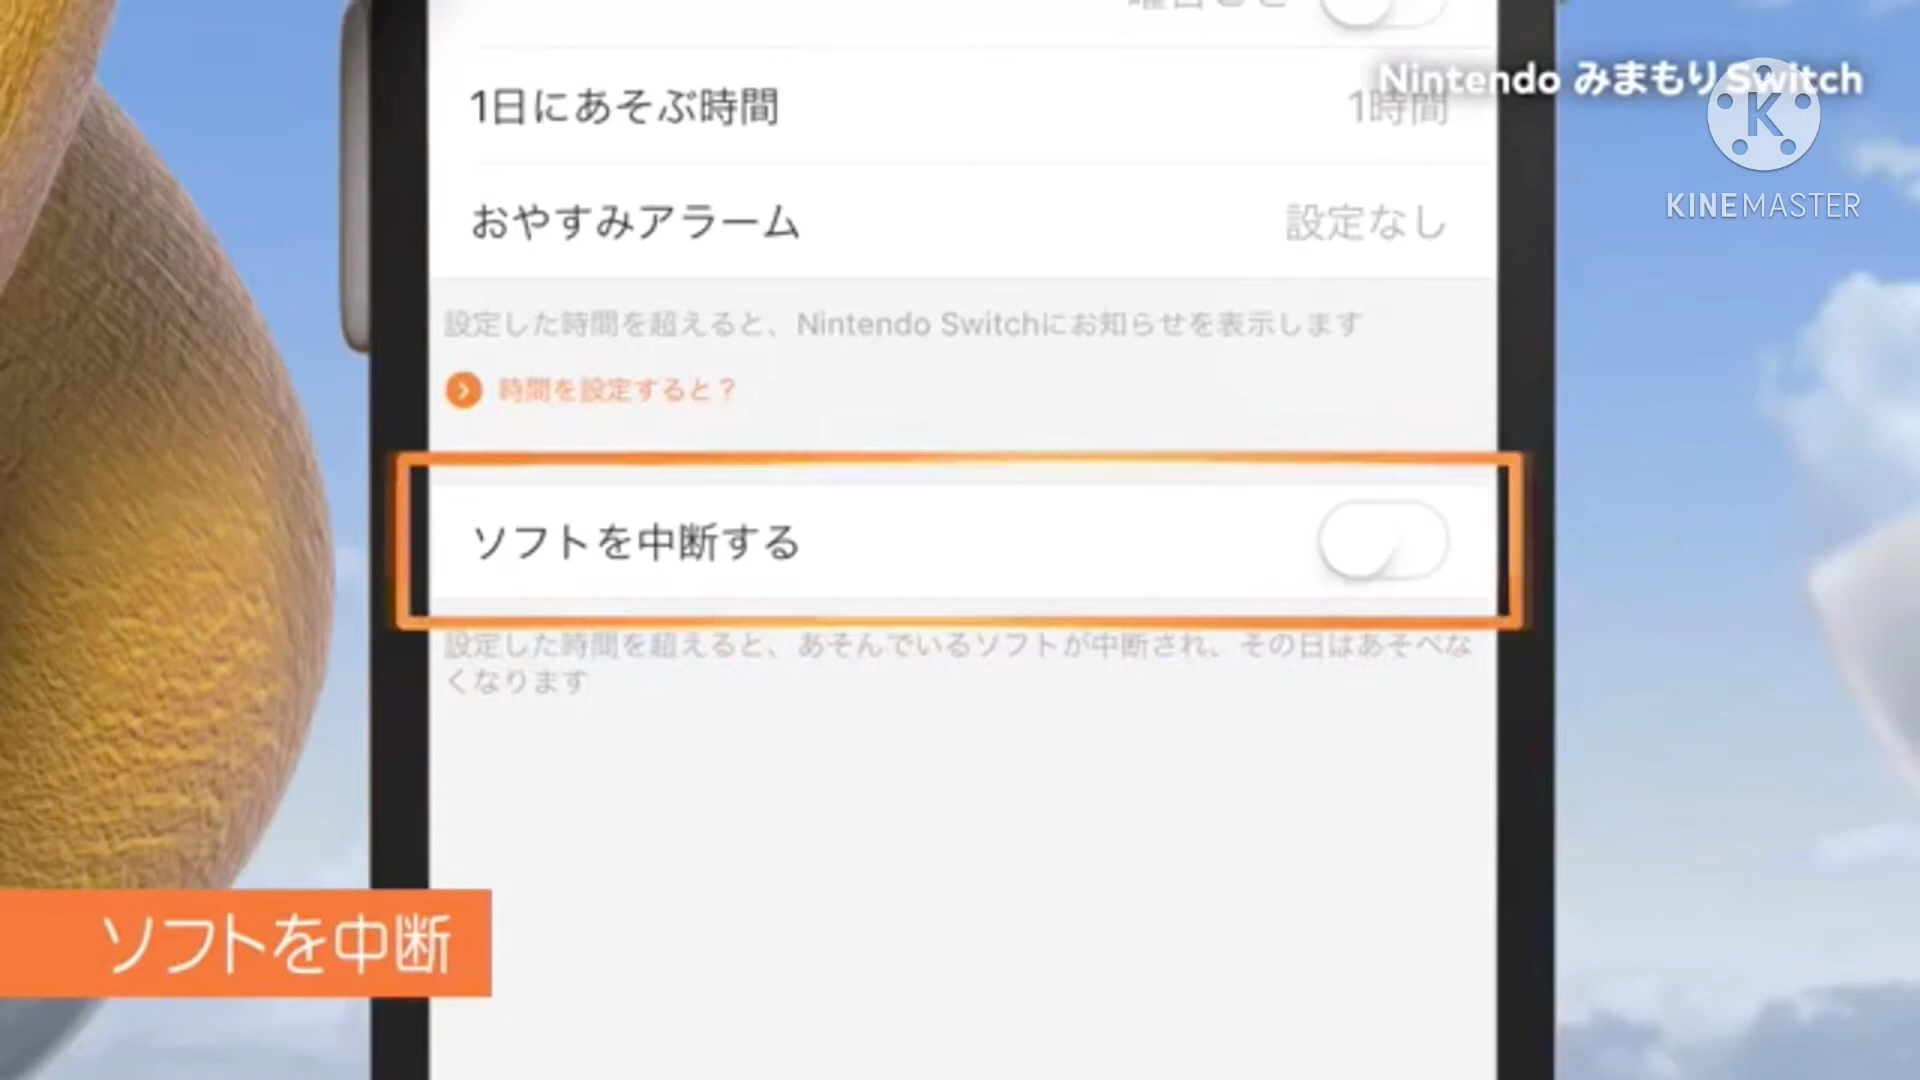 Nintendo みまもり Switch
1日にあそぶ時間 1時間
KINEMASTER
おやすみアラーム 設定なし
設定した時間を超えると、Nintendo Switchにお知らせを表示します
時間を設定すると？
ソフトを中断する
設定した時間を超えると、あそんでいるソフトが中断され、その日はあそべな
くなります
ソフトを中断